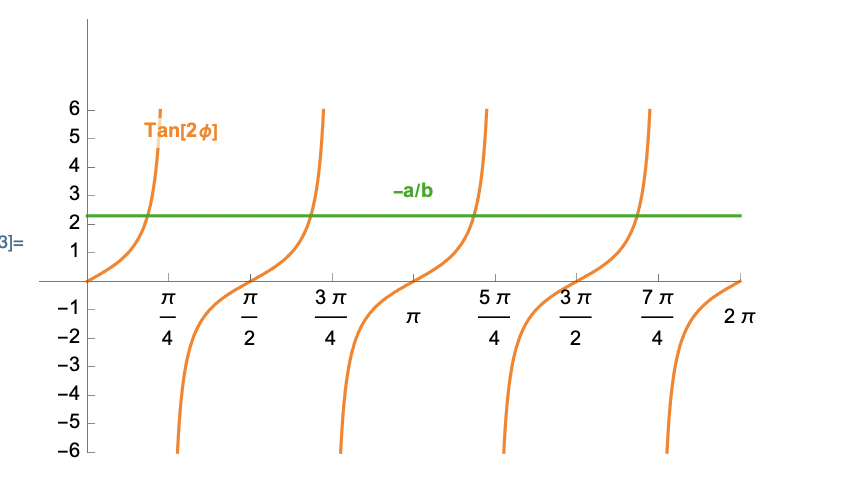 6
Tan[2ϕ]
5
4
3
–a/b
2
3]=
1
π/4
π/2
3 π/4
π
5 π/4
3 π/2
7 π/4
2 π
–1
–2
–3
–4
–5
–6